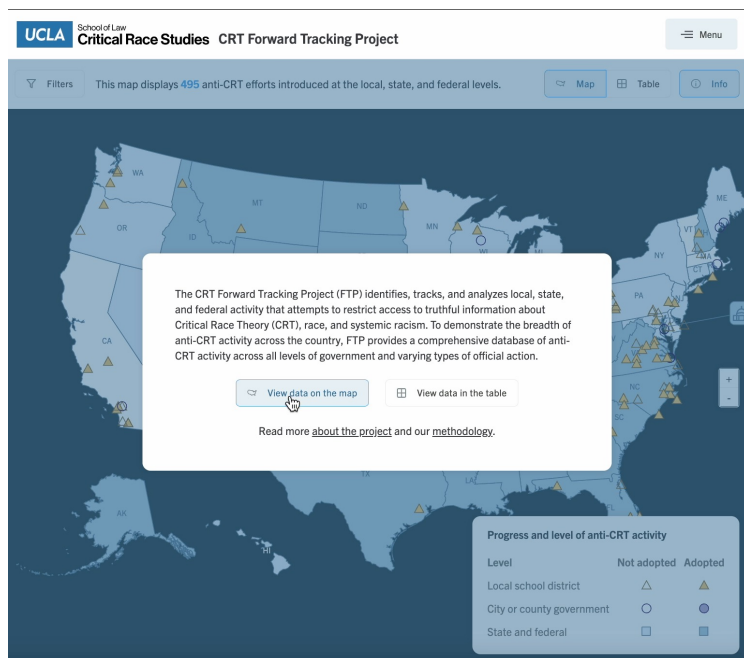 UCLA School of Law
Critical Race Studies CRT Forward Tracking Project
Menu
Filters
This map displays 495 anti-CRT efforts introduced at the local, state, and federal levels.
Map
Table
Info
WA
MT
ND
MN
ME
OR
ID
WI
MI
VT
NH
NY
MA
CT
PA
NJ
CA
The CRT Forward Tracking Project (FTP) identifies, tracks, and analyzes local, state,
and federal activity that attempts to restrict access to truthful information about
Critical Race Theory (CRT), race, and systemic racism. To demonstrate the breadth of
anti-CRT activity across the country, FTP provides a comprehensive database of anti-
CRT activity across all levels of government and varying types of official action.
View data on the map
View data in the table
Read more about the project and our methodology.
NC
SC
+
-
TX
LA
FL
AK
HI
Progress and level of anti-CRT activity
Level Not adopted Adopted
Local school district
City or county government
State and federal